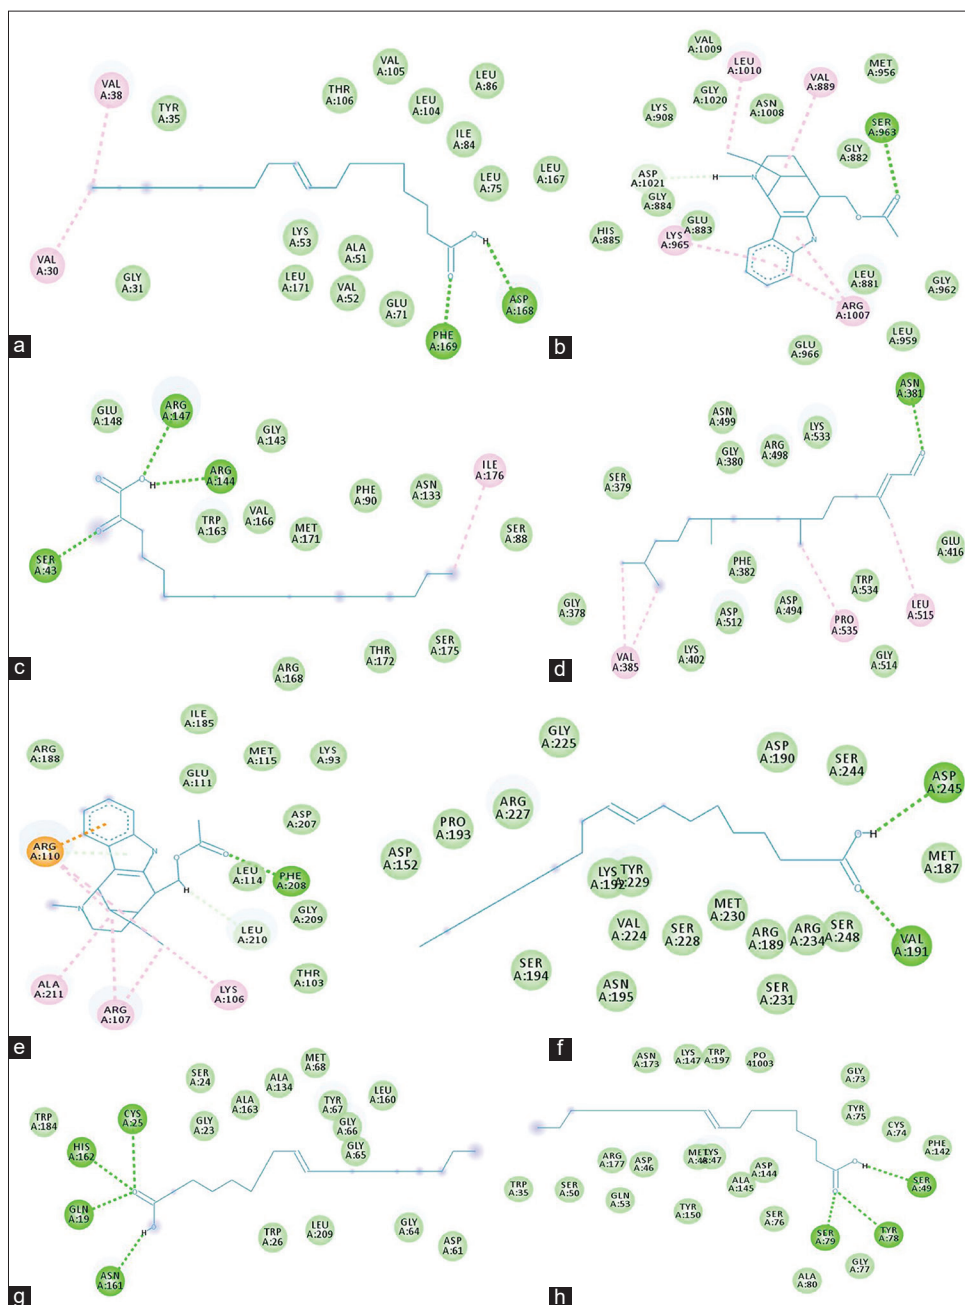 VAL
A:38
TYR
A:35
THR
A:106
VAL
A:105
LEU
A:104
LEU
A:86
ILE
A:84
LEU
A:75
LEU
A:167
LYS
A:53
ALA
A:51
LEU
A:171
VAL
A:52
GLU
A:71
VAL
A:30
GLY
A:31
O
H
O
ASP
A:168
PHE
A:169
a
VAL
1009
LEU
1010
VAL
A:889
MET
A:956
LYS
A:908
GLY
1020
ASN
A:1008
SER
A:963
GLY
A:882
ASP
A:1021
H
N
GLY
A:884
GLU
A:883
HIS
A:885
LYS
A:965
O
O
N
LEU
A:881
GLY
A:962
ARG
A:1007
GLU
A:966
LEU
A:959
b
GLU
A:148
ARG
A:147
GLY
A:143
O
O
H
ARG
A:144
O
TRP
A:163
VAL
A:166
MET
A:171
PHE
A:90
ASN
A:133
ILE
A:176
SER
A:88
SER
A:43
ARG
A:168
THR
A:172
SER
A:175
c
ASN
A:381
ASN
A:499
LYS
A:533
GLY
A:380
ARG
A:498
SER
A:379
O
GLU
A:416
PHE
A:382
TRP
A:534
GLY
A:378
ASP
A:512
ASP
A:494
LEU
A:515
PRO
A:535
VAL
A:385
LYS
A:402
GLY
A:514
d
ILE
A:185
ARG
A:188
MET
A:115
LYS
A:93
GLU
A:111
ASP
A:207
ARG
A:110
N
O
O
LEU
A:114
PHE
A:208
H
N
GLY
A:209
LEU
A:210
THR
A:103
ALA
A:211
LYS
A:106
ARG
A:107
e
GLY
A:225
ASP
A:190
SER
A:244
ASP
A:245
ARG
A:227
PRO
A:193
ASP
A:152
O
H
O
MET
A:187
LYS
A:192
TYR
A:229
VAL
A:224
SER
A:228
MET
A:230
ARG
A:189
ARG
A:234
SER
A:248
VAL
A:191
SER
A:194
ASN
A:195
SER
A:231
f
SER
A:24
ALA
A:134
MET
A:68
TRP
A:184
CYS
A:25
GLY
A:23
ALA
A:163
TYR
A:67
LEU
A:160
GLY
A:66
GLY
A:65
HIS
A:162
GLN
A:19
O
O
H
TRP
A:26
LEU
A:209
GLY
A:64
ASP
A:61
ASN
A:161
g
ASN
A:173
LYS
A:147
TRP
A:197
PO
41003
GLY
A:73
TYR
A:75
CYS
A:74
PHE
A:142
ARG
A:177
ASP
A:46
LYS
A:47
ASP
A:144
ALA
A:145
O
H
O
SER
A:49
TRP
A:35
SER
A:50
GLN
A:53
TYR
A:150
SER
A:76
SER
A:79
TYR
A:78
GLY
A:77
ALA
A:80
h